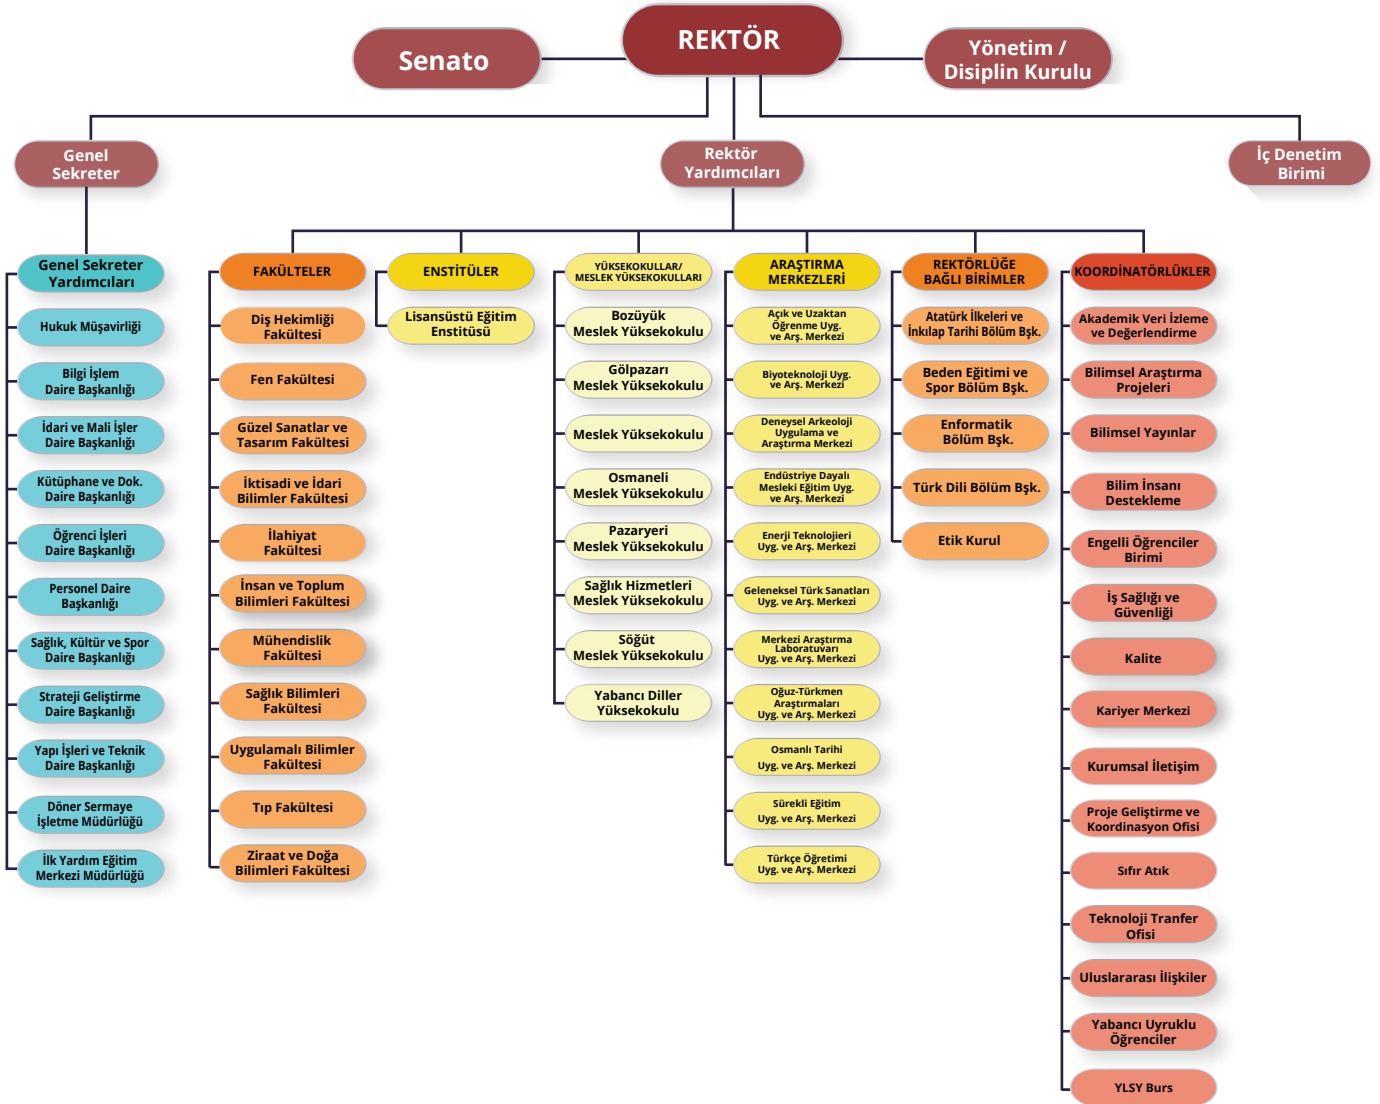 REKTÖR
Senato
Yönetim /
Disiplin Kurulu
Genel
Sekreter
Rektör
Yardımcıları
İç Denetim
Birimi
Genel Sekreter
Yardımcıları
Hukuk Müşavirliği
Bilgi İşlem
Daire Başkanlığı
İdari ve Mali İşler
Daire Başkanlığı
Kütüphane ve Dok.
Daire Başkanlığı
Öğrenci İşleri
Daire Başkanlığı
Personel Daire
Başkanlığı
Sağlık, Kültür ve Spor
Daire Başkanlığı
Strateji Geliştirme
Daire Başkanlığı
Yapı İşleri ve Teknik
Daire Başkanlığı
Döner Sermaye
İşletme Müdürlüğü
İlk Yardım Eğitim
Merkezi Müdürlüğü
FAKÜLTELER
Diş Hekimliği
Fakültesi
Fen Fakültesi
Güzel Sanatlar ve
Tasarım Fakültesi
İktisadi ve İdari
Bilimler Fakültesi
İlahiyat
Fakültesi
İnsan ve Toplum
Bilimleri Fakültesi
Mühendislik
Fakültesi
Sağlık Bilimleri
Fakültesi
Uygulamalı Bilimler
Fakültesi
Tıp Fakültesi
Ziraat ve Doğa
Bilimleri Fakültesi
ENSTİTÜLER
Lisansüstü Eğitim
Enstitüsü
YÜKSEKOKULLAR/
MESLEK YÜKSEKOKULLARI
Bozüyük
Meslek Yüksekokulu
Gölpazarı
Meslek Yüksekokulu
Meslek Yüksekokulu
Osmaneli
Meslek Yüksekokulu
Pazaryeri
Meslek Yüksekokulu
Sağlık Hizmetleri
Meslek Yüksekokulu
Söğüt
Meslek Yüksekokulu
Yabancı Diller
Yüksekokulu
ARAŞTIRMA
MERKEZLERİ
Açık ve Uzaktan
Öğrenme Uyg.
ve Arş. Merkezi
Biyoteknoloji Uyg.
ve Arş. Merkezi
Deneysel Arkeoloji
Uygulama ve
Araştırma Merkezi
Endüstriye Dayalı
Mesleki Eğitim Uyg.
ve Arş. Merkezi
Enerji Teknolojieri
Uyg. ve Arş. Merkezi
Geleneksel Türk Sanatları
Uyg. ve Arş. Merkezi
Merkezi Araştırma
Laboratuvarı
Uyg. ve Arş. Merkezi
Oğuz-Türkmen
Araştırmaları
Uyg. ve Arş. Merkezi
Osmanlı Tarihi
Uyg. ve Arş. Merkezi
Sürekli Eğitim
Uyg. ve Arş. Merkezi
Türkçe Öğretimi
Uyg. ve Arş. Merkezi
REKTÖRLÜĞE
BAĞLI BİRİMLER
Atatürk İlkeleri ve
İnkılap Tarihi Bölüm Bşk.
Beden Eğitimi ve
Spor Bölüm Bşk.
Enformatik
Bölüm Bşk.
Türk Dili Bölüm Bşk.
Etik Kurul
KOORDİNATÖRLÜKLER
Akademik Veri İzleme
ve Değerlendirme
Bilimsel Araştırma
Projeleri
Bilimsel Yayınlar
Bilim İnsanı
Destekleme
Engelli Öğrenciler
Birimi
İş Sağlığı ve
Güvenliği
Kalite
Kariyer Merkezi
Kurumsal İletişim
Proje Geliştirme ve
Koordinasyon Ofisi
Sıfır Atık
Teknoloji Tranfer
Ofisi
Uluslararası İlişkiler
Yabancı Uyruklu
Öğrenciler
YLSY Burs